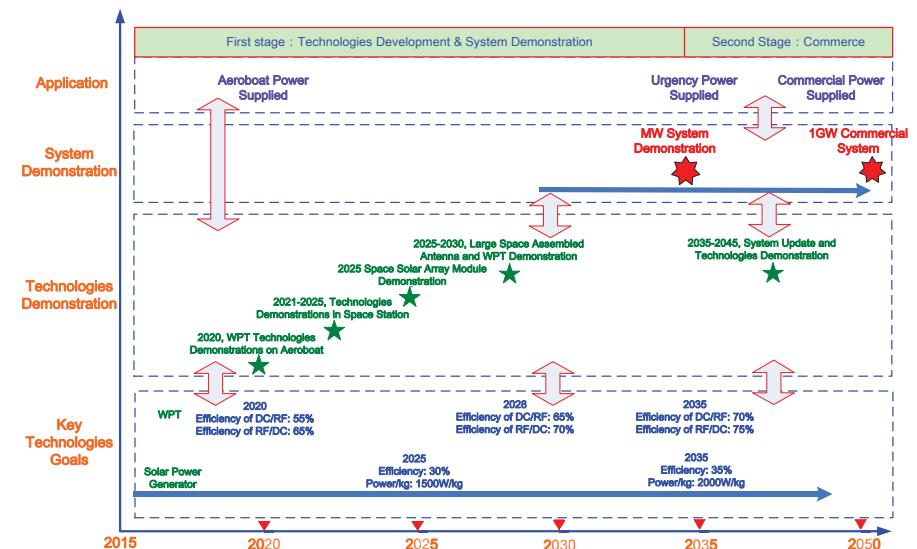 First stage：Technologies Development & System Demonstration
Second Stage：Commerce
Application
Aeroboat Power
Supplied
Urgency Power
Supplied
Commercial Power
Supplied
System
Demonstration
MW System
Demonstration
1GW Commercial
System
Technologies
Demonstration
2025-2030, Large Space Assembled
Antenna and WPT Demonstration
2035-2045, System Update and
Technologies Demonstration
2025 Space Solar Array Module
Demonstration
2021-2025, Technologies
Demonstrations in Space Station
2020, WPT Technologies
Demonstrations on Aeroboat
Key
Technologies
Goals
WPT
2020
Efficiency of DC/RF: 55%
Efficiency of RF/DC: 65%
2028
Efficiency of DC/RF: 65%
Efficiency of RF/DC: 70%
2035
Efficiency of DC/RF: 70%
Efficiency of RF/DC: 75%
Solar Power
Generator
2025
Efficiency: 30%
Power/kg: 1500W/kg
2035
Efficiency: 35%
Power/kg: 2000W/kg
2015
2020
2025
2030
2035
2050